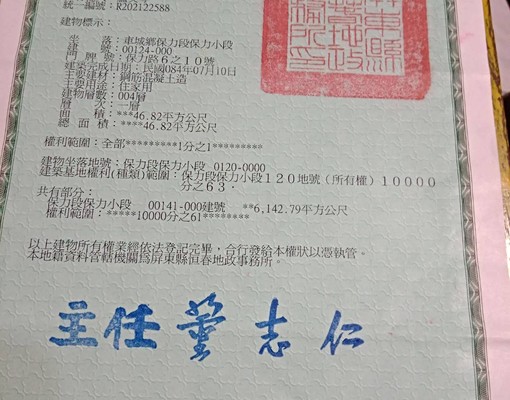 統一編號：R202122588
建物標示：
坐落：車城鄉保力段保力小段
建號：00124-000
門牌號：保力路6之10號
建築完成日期：民國084年07月10日
主要建材：鋼筋混凝土造
主要用途：住家用
建物層數：004層
層次：一層
面積：***46.82平方公尺
總面積：****46.82平方公尺
權利範圍：全部*********1分之1*********
建物坐落地號：保力段保力小段 0120-0000
建築基地權利(種類)範圍：保力段保力小段120地號(所有權)10000
分之63．
共有部分：
保力段保力小段 00141-000建號 **6,142.79平方公尺
權利範圍：*****10000分之61********
以上建物所有權業經依法登記完畢，合行發給本權狀以憑執管。
本地籍資料管轄機關為屏東縣恒春地政事務所。
主任 董志仁